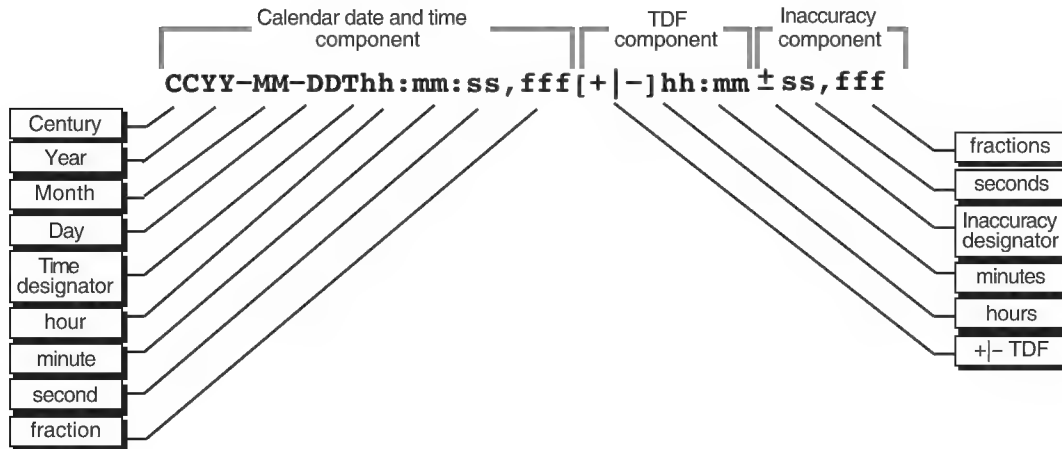 Calendar date and time
component
TDF
component
Inaccuracy
component
CCYY-MM-DDThh:mm:ss,fff[+|-]hh:mm±ss,fff
Century
Year
Month
Day
Time
designator
hour
minute
second
fraction
fractions
seconds
Inaccuracy
designator
minutes
hours
+|- TDF